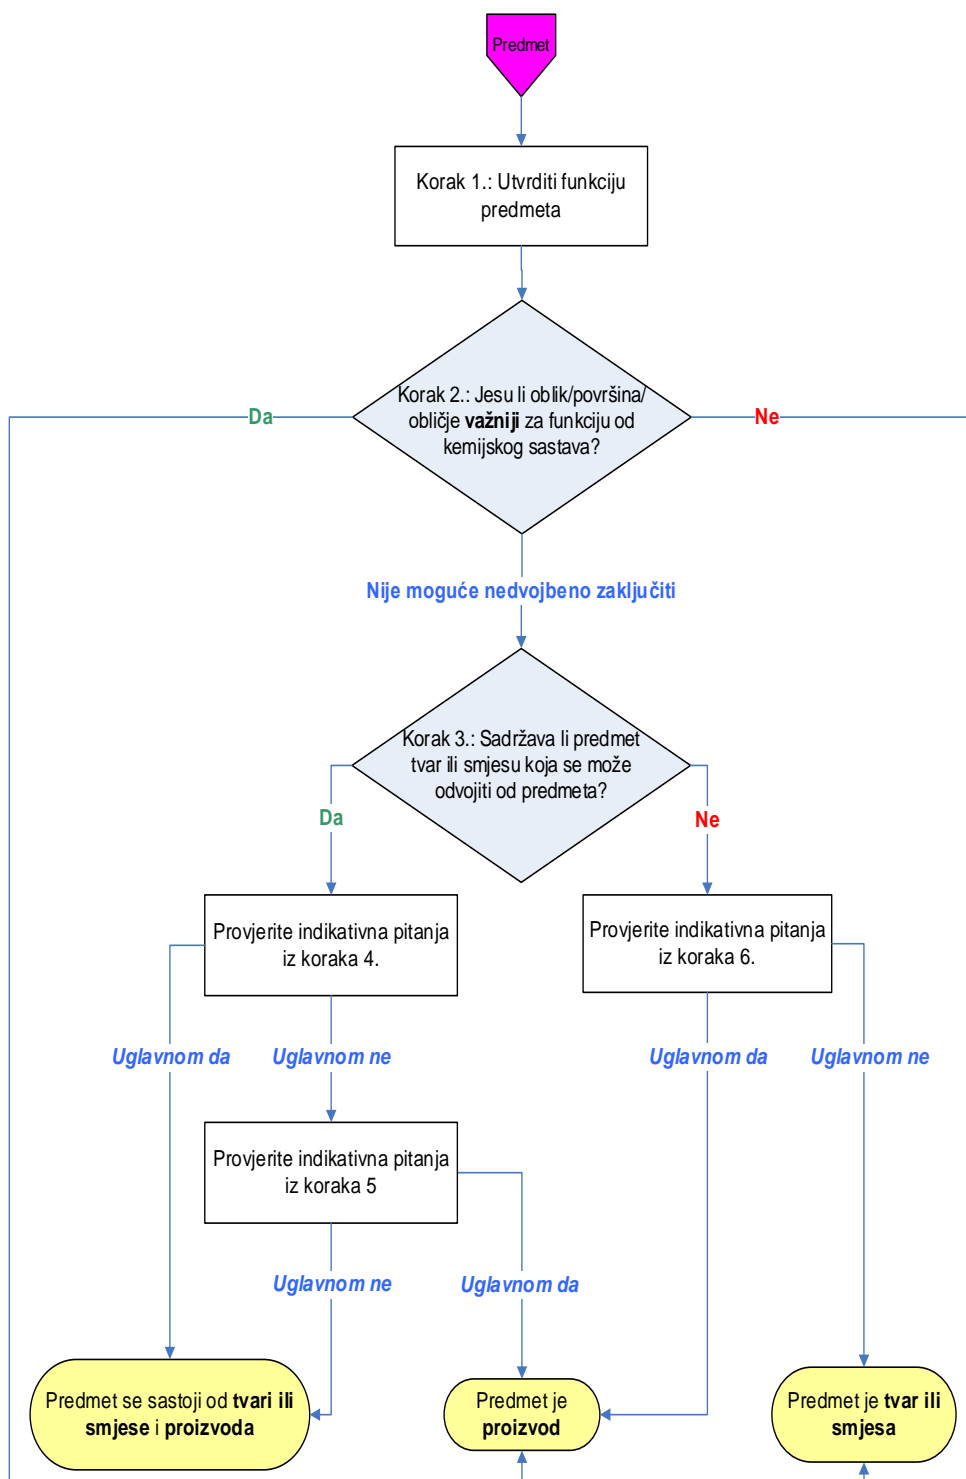 Predmet
Korak 1.: Utvrditi funkciju
predmeta
Korak 2.: Jesu li oblik/površina/
obličje važniji za funkciju od
kemijskog sastava?
Da
Ne
Nije moguće nedvojbeno zaključiti
Korak 3.: Sadržava li predmet
tvar ili smjesu koja se može
odvojiti od predmeta?
Da
Ne
Provjerite indikativna pitanja
iz koraka 4.
Provjerite indikativna pitanja
iz koraka 6.
Uglavnom da
Uglavnom ne
Uglavnom da
Uglavnom ne
Provjerite indikativna pitanja
iz koraka 5
Uglavnom ne
Uglavnom da
Predmet se sastoji od tvari ili
smjese i proizvoda
Predmet je
proizvod
Predmet je tvar ili
smjesa